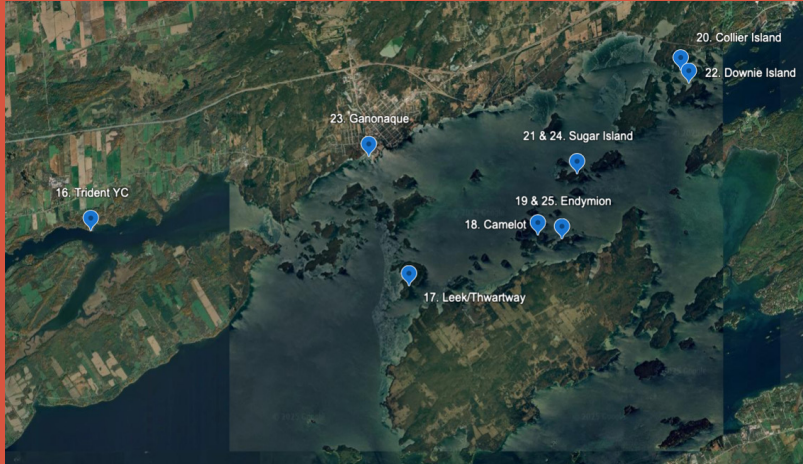 20. Collier Island
22. Downie Island
23. Ganonaque
21 & 24. Sugar Island
16. Trident YC
19 & 25. Endymion
18. Camelot
17. Leek/Thwartway